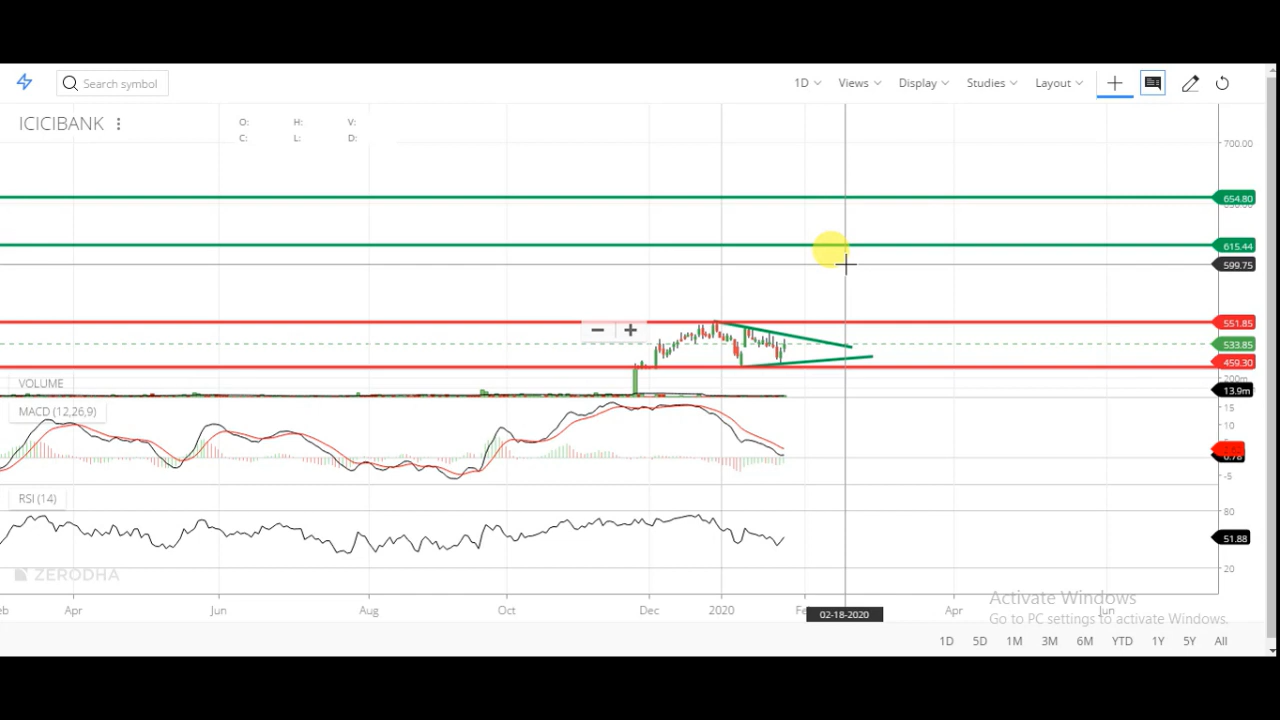 Search symbol
1D Views Display Studies Layout
ICICIBANK
O: H: V:
C: L: D:
700.00
654.80
615.44
599.75
551.85
533.85
459.30
200m
VOLUME
13.9m
MACD (12,26,9)
15
10
0.78
-5
RSI (14)
80
51.88
20
ZERODHA
Apr Jun Aug Oct Dec 2020 02-18-2020 Apr Jun
Activate Windows
Go to PC settings to activate Windows.
1D 5D 1M 3M 6M YTD 1Y 5Y All